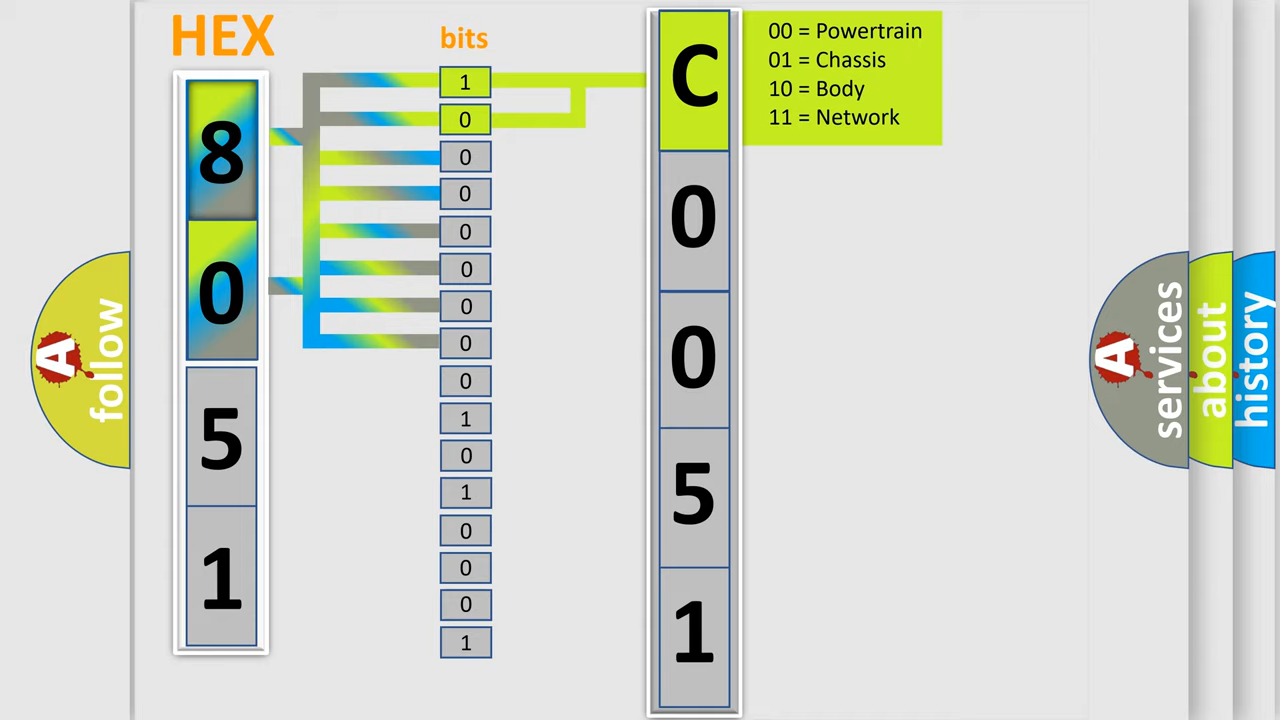 HEX
8
0
5
1
bits
1
0
0
0
0
0
0
0
0
1
0
1
0
0
0
1
C
0
0
5
1
00 = Powertrain
01 = Chassis
10 = Body
11 = Network
A
follow
A
services
about
history